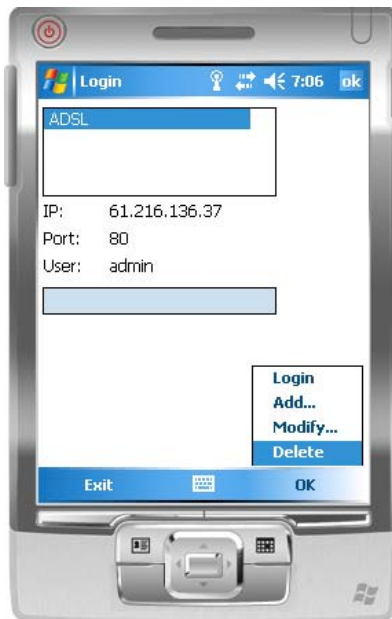 Login 7:06 ok
ADSL
IP: 61.216.136.37
Port: 80
User: admin
Login
Add...
Modify...
Delete
Exit OK